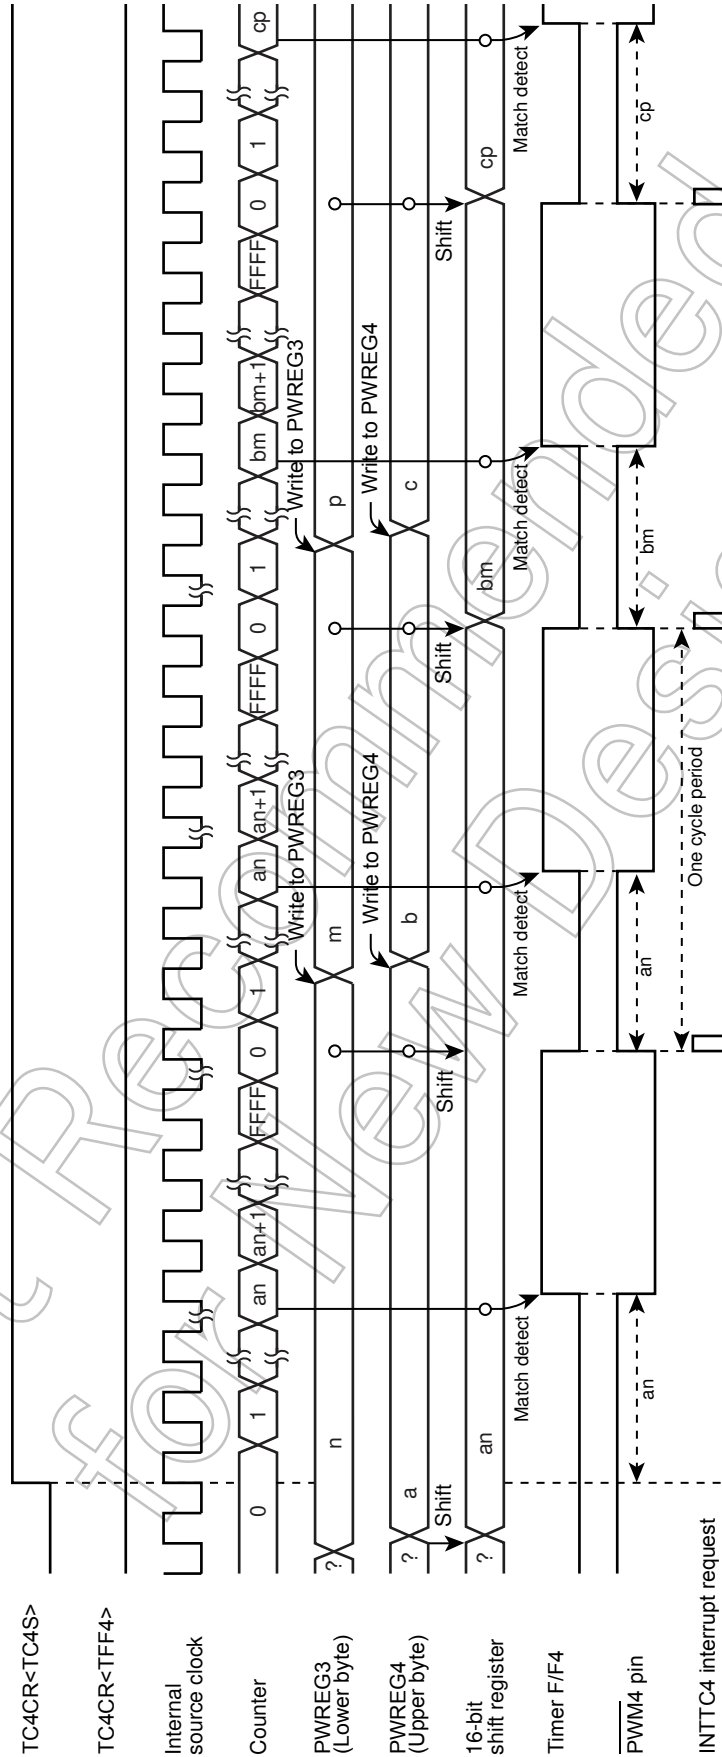 TC4CR<TC4S>
TC4CR<TFF4>
Internal
source clock
Counter
0
1
an
an+1
FFFF
0
1
an
an+1
FFFF
0
1
bm
bm+1
FFFF
0
1
cp
PWREG3
(Lower byte)
?
n
Write to PWREG3
m
Write to PWREG3
p
PWREG4
(Upper byte)
?
a
Write to PWREG4
b
Write to PWREG4
c
Shift
Shift
Shift
Shift
16-bit
shift register
?
an
bm
cp
Match detect
Match detect
Match detect
Match detect
Timer F/F4
PWM4 pin
an
an
bm
cp
One cycle period
INTTC4 interrupt request
t Recommended
for New Desi